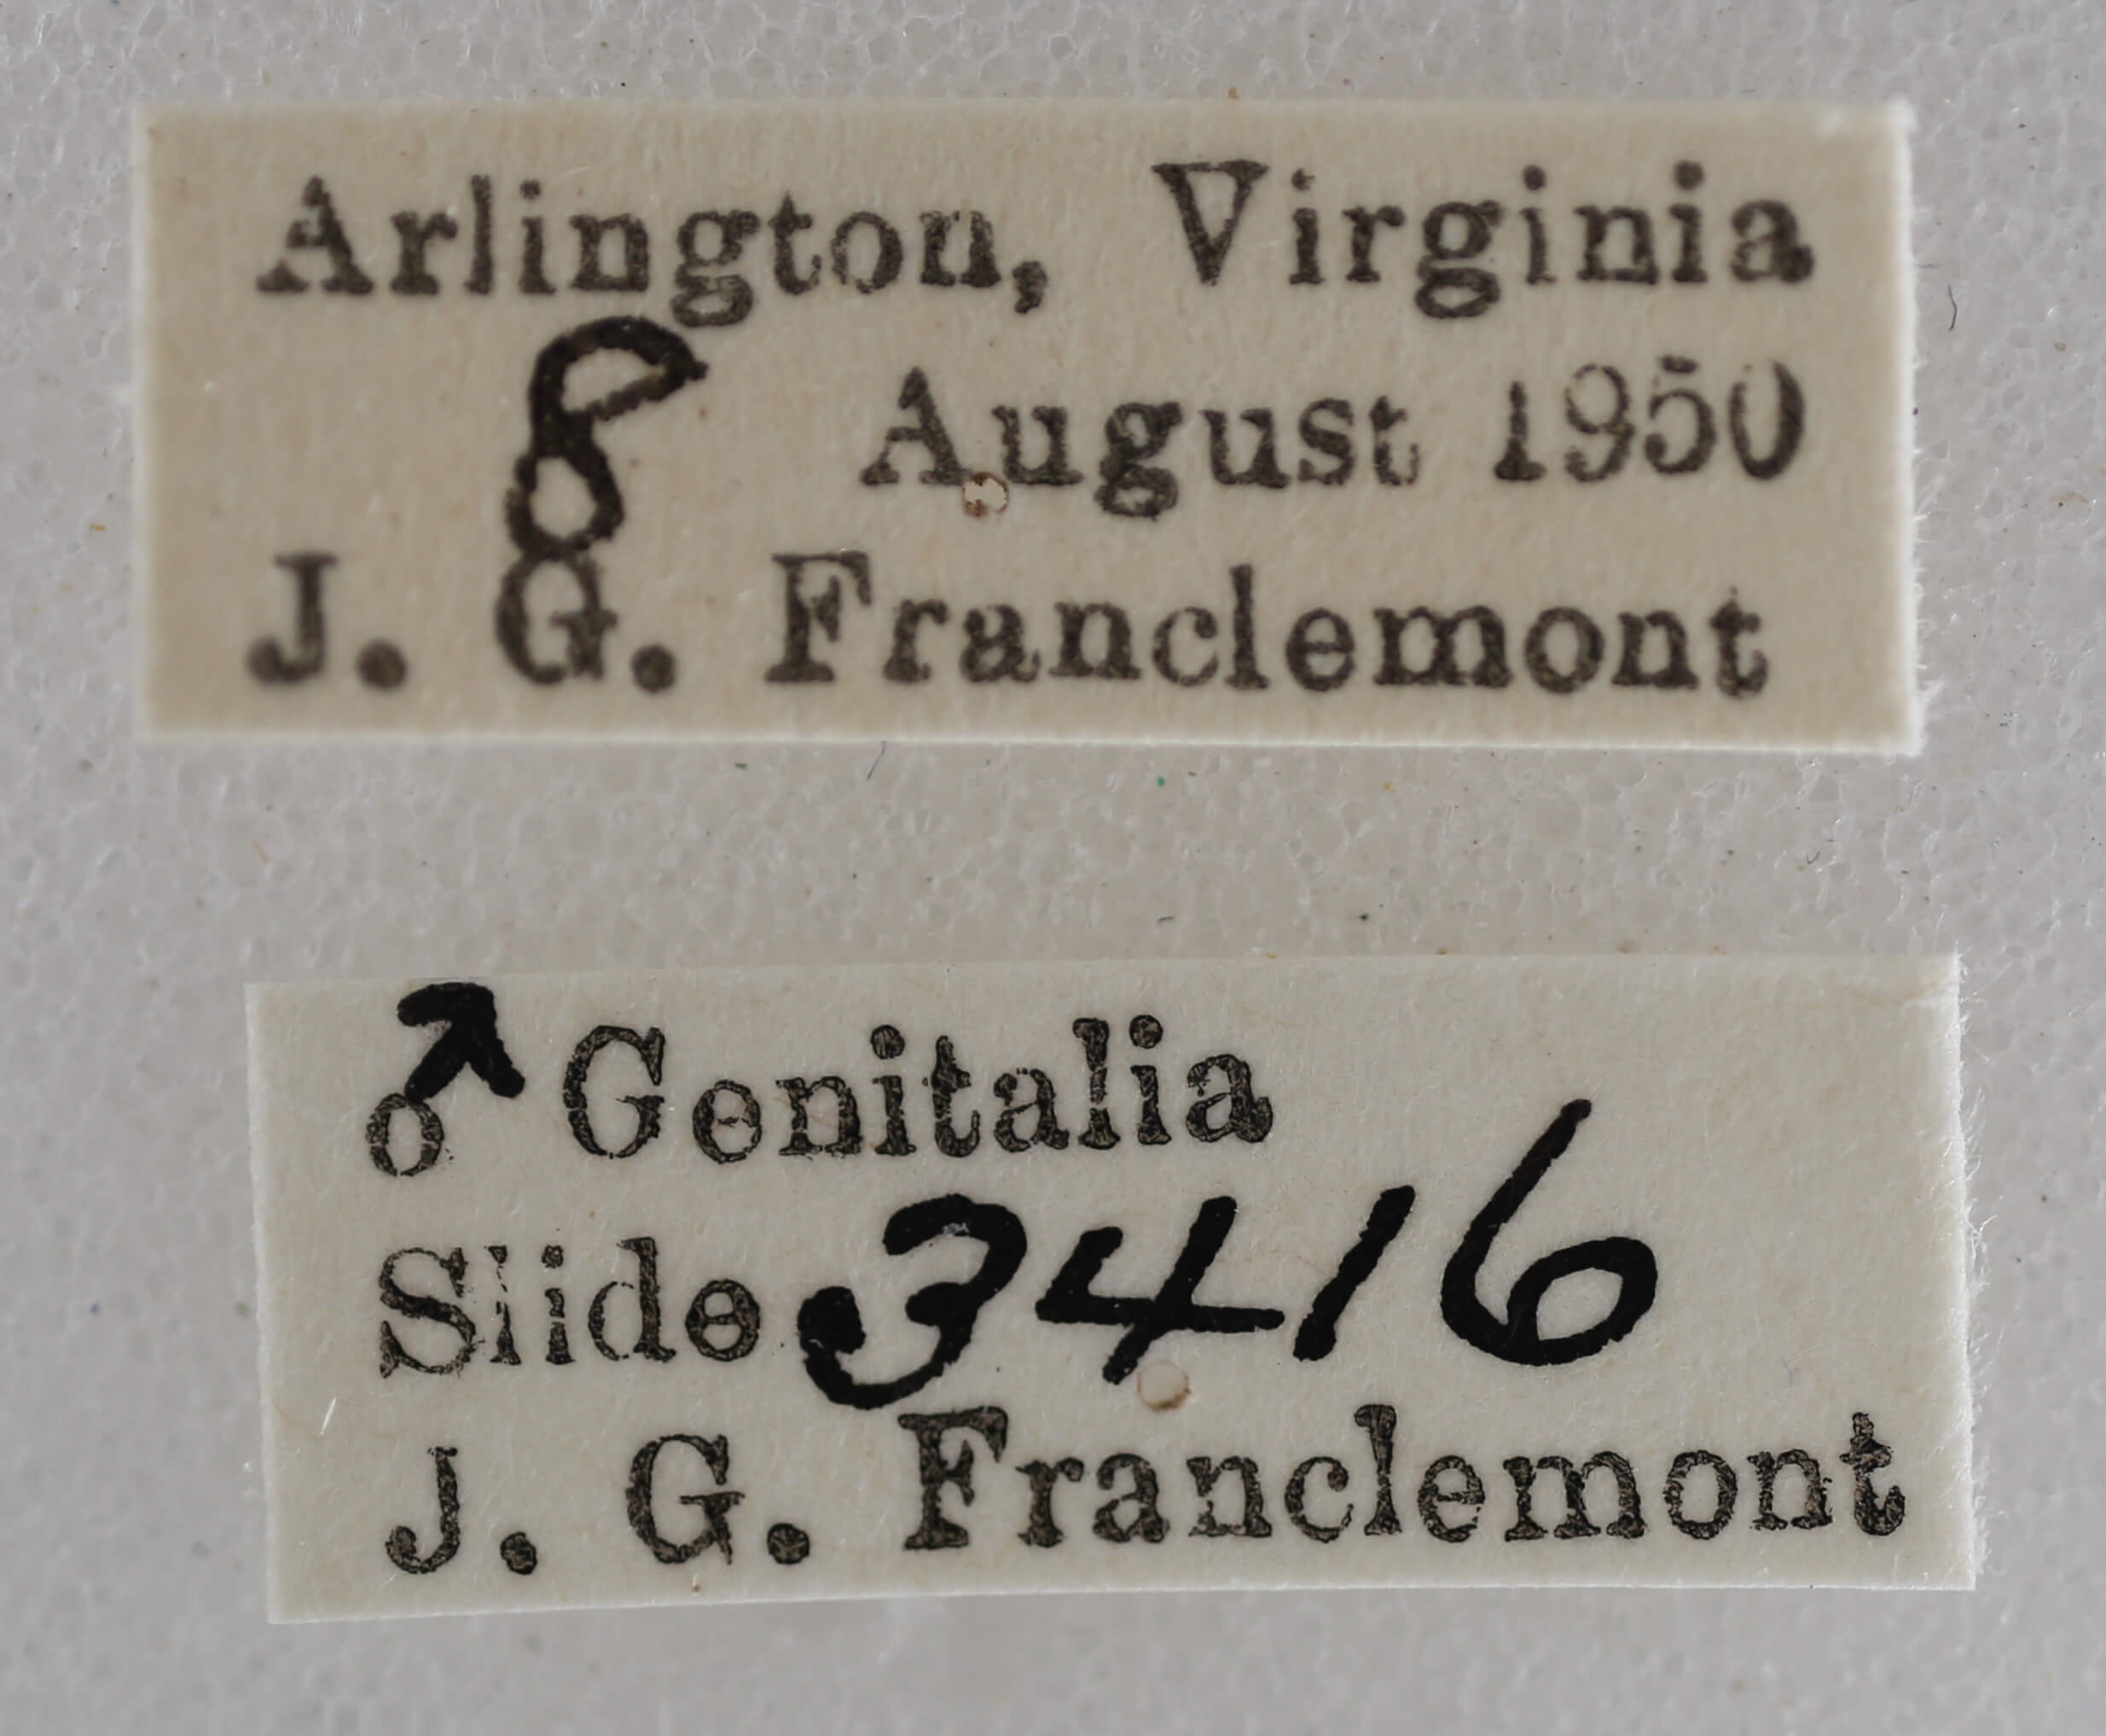 Arlington, Virginia
8 August 1950
J. G. Franclemont
♂ Genitalia
Slide 3416
J. G. Franclemont